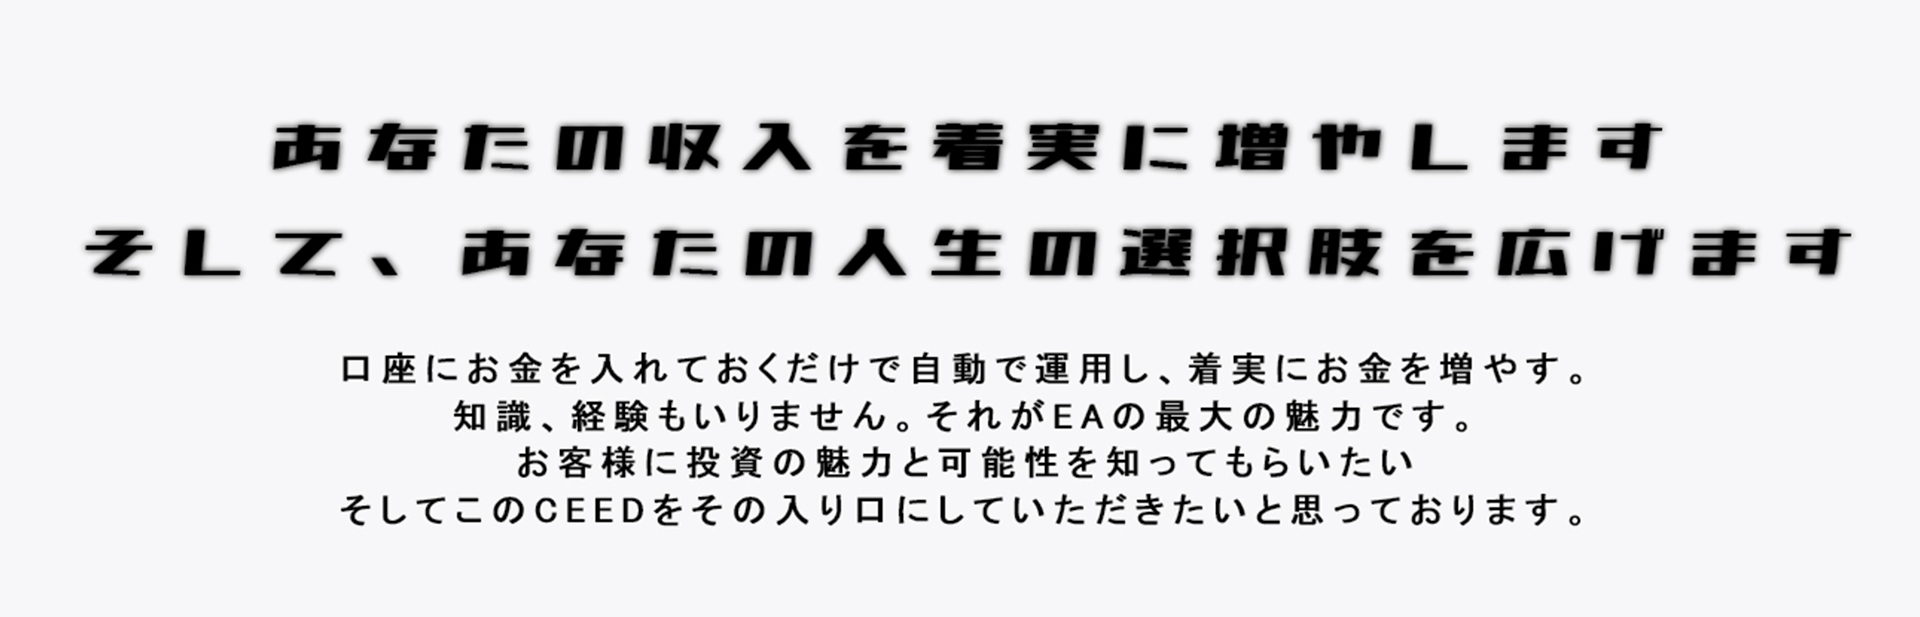 あなたの収入を着実に増やします
そして、あなたの人生の選択肢を広げます
口座にお金を入れておくだけで自動で運用し、着実にお金を増やす。
知識、経験もいりません。それがEAの最大の魅力です。
お客様に投資の魅力と可能性を知ってもらいたい
そしてこのCEEDをその入り口にしていただきたいと思っております。